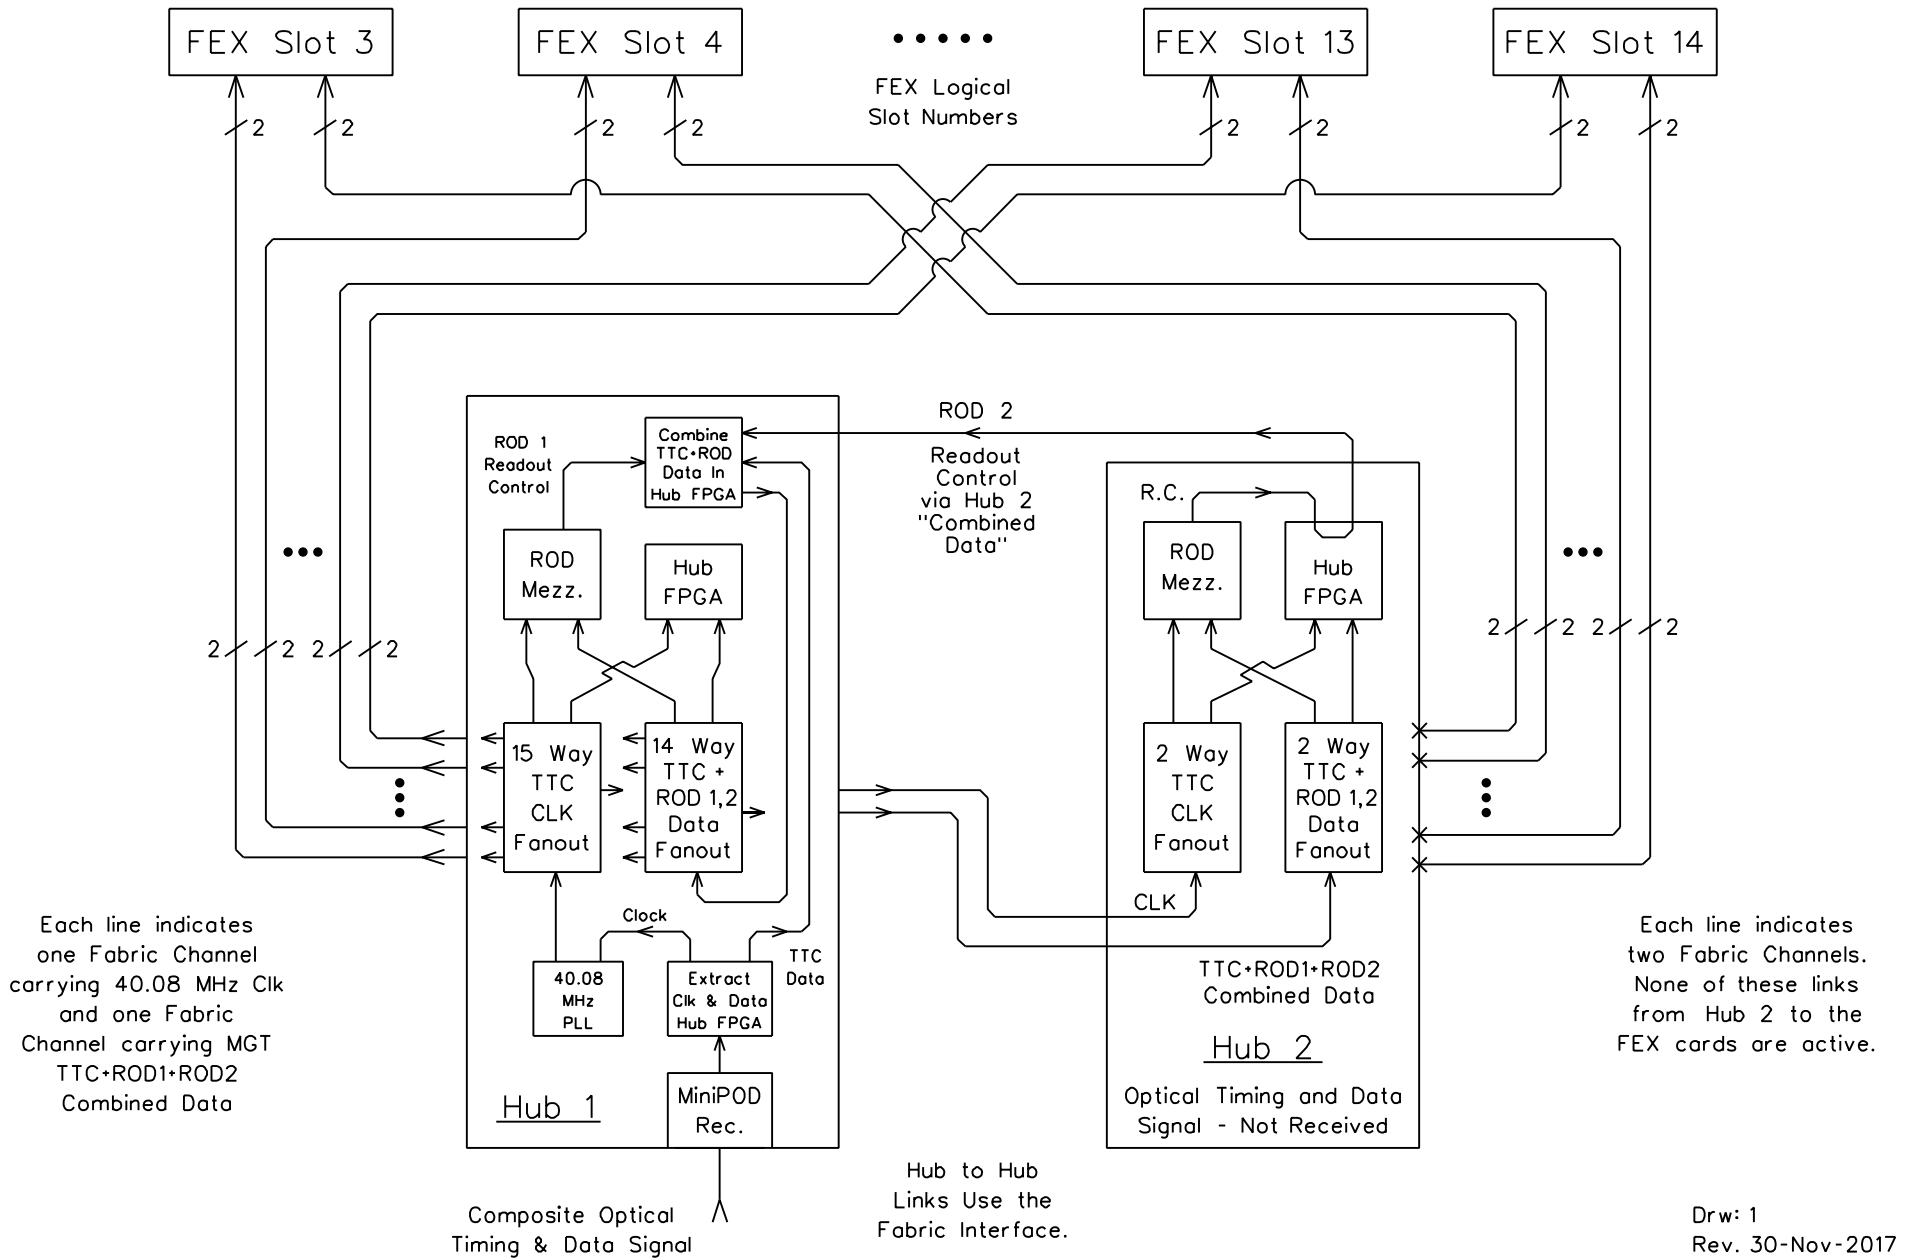 FEX Slot 3
FEX Slot 4
FEX Slot 13
FEX Slot 14
FEX Logical
Slot Numbers
2
2
2
2
2
2
2
2
ROD 1
Readout
Control
Combine
TTC+ROD
Data In
Hub FPGA
ROD 2
Readout
Control
via Hub 2
"Combined
Data"
R.C.
ROD
Mezz.
Hub
FPGA
ROD
Mezz.
Hub
FPGA
2
2
2
2
2
2
2
2
15 Way
TTC
CLK
Fanout
14 Way
TTC +
ROD 1,2
Data
Fanout
2 Way
TTC
CLK
Fanout
2 Way
TTC +
ROD 1,2
Data
Fanout
Clock
CLK
TTC
Data
40.08
MHz
PLL
Extract
Clk & Data
Hub FPGA
TTC+ROD1+ROD2
Combined Data
Each line indicates
one Fabric Channel
carrying 40.08 MHz Clk
and one Fabric
Channel carrying MGT
TTC+ROD1+ROD2
Combined Data
Each line indicates
two Fabric Channels.
None of these links
from Hub 2 to the
FEX cards are active.
Hub 1
MiniPOD
Rec.
Hub 2
Optical Timing and Data
Signal - Not Received
Composite Optical
Timing & Data Signal
Hub to Hub
Links Use the
Fabric Interface.
Drw: 1
Rev. 30-Nov-2017